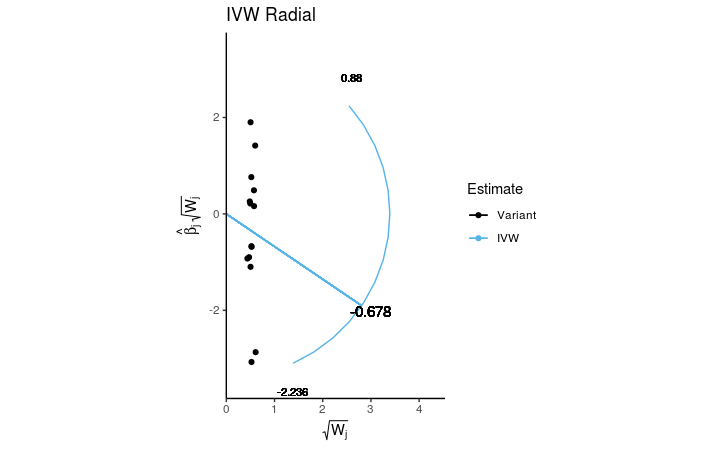 IVW Radial
0.88
2
0
-2
β̂j√Wj
-0.678
-2.236
0 1 2 3 4
√Wj
Estimate
Variant
IVW